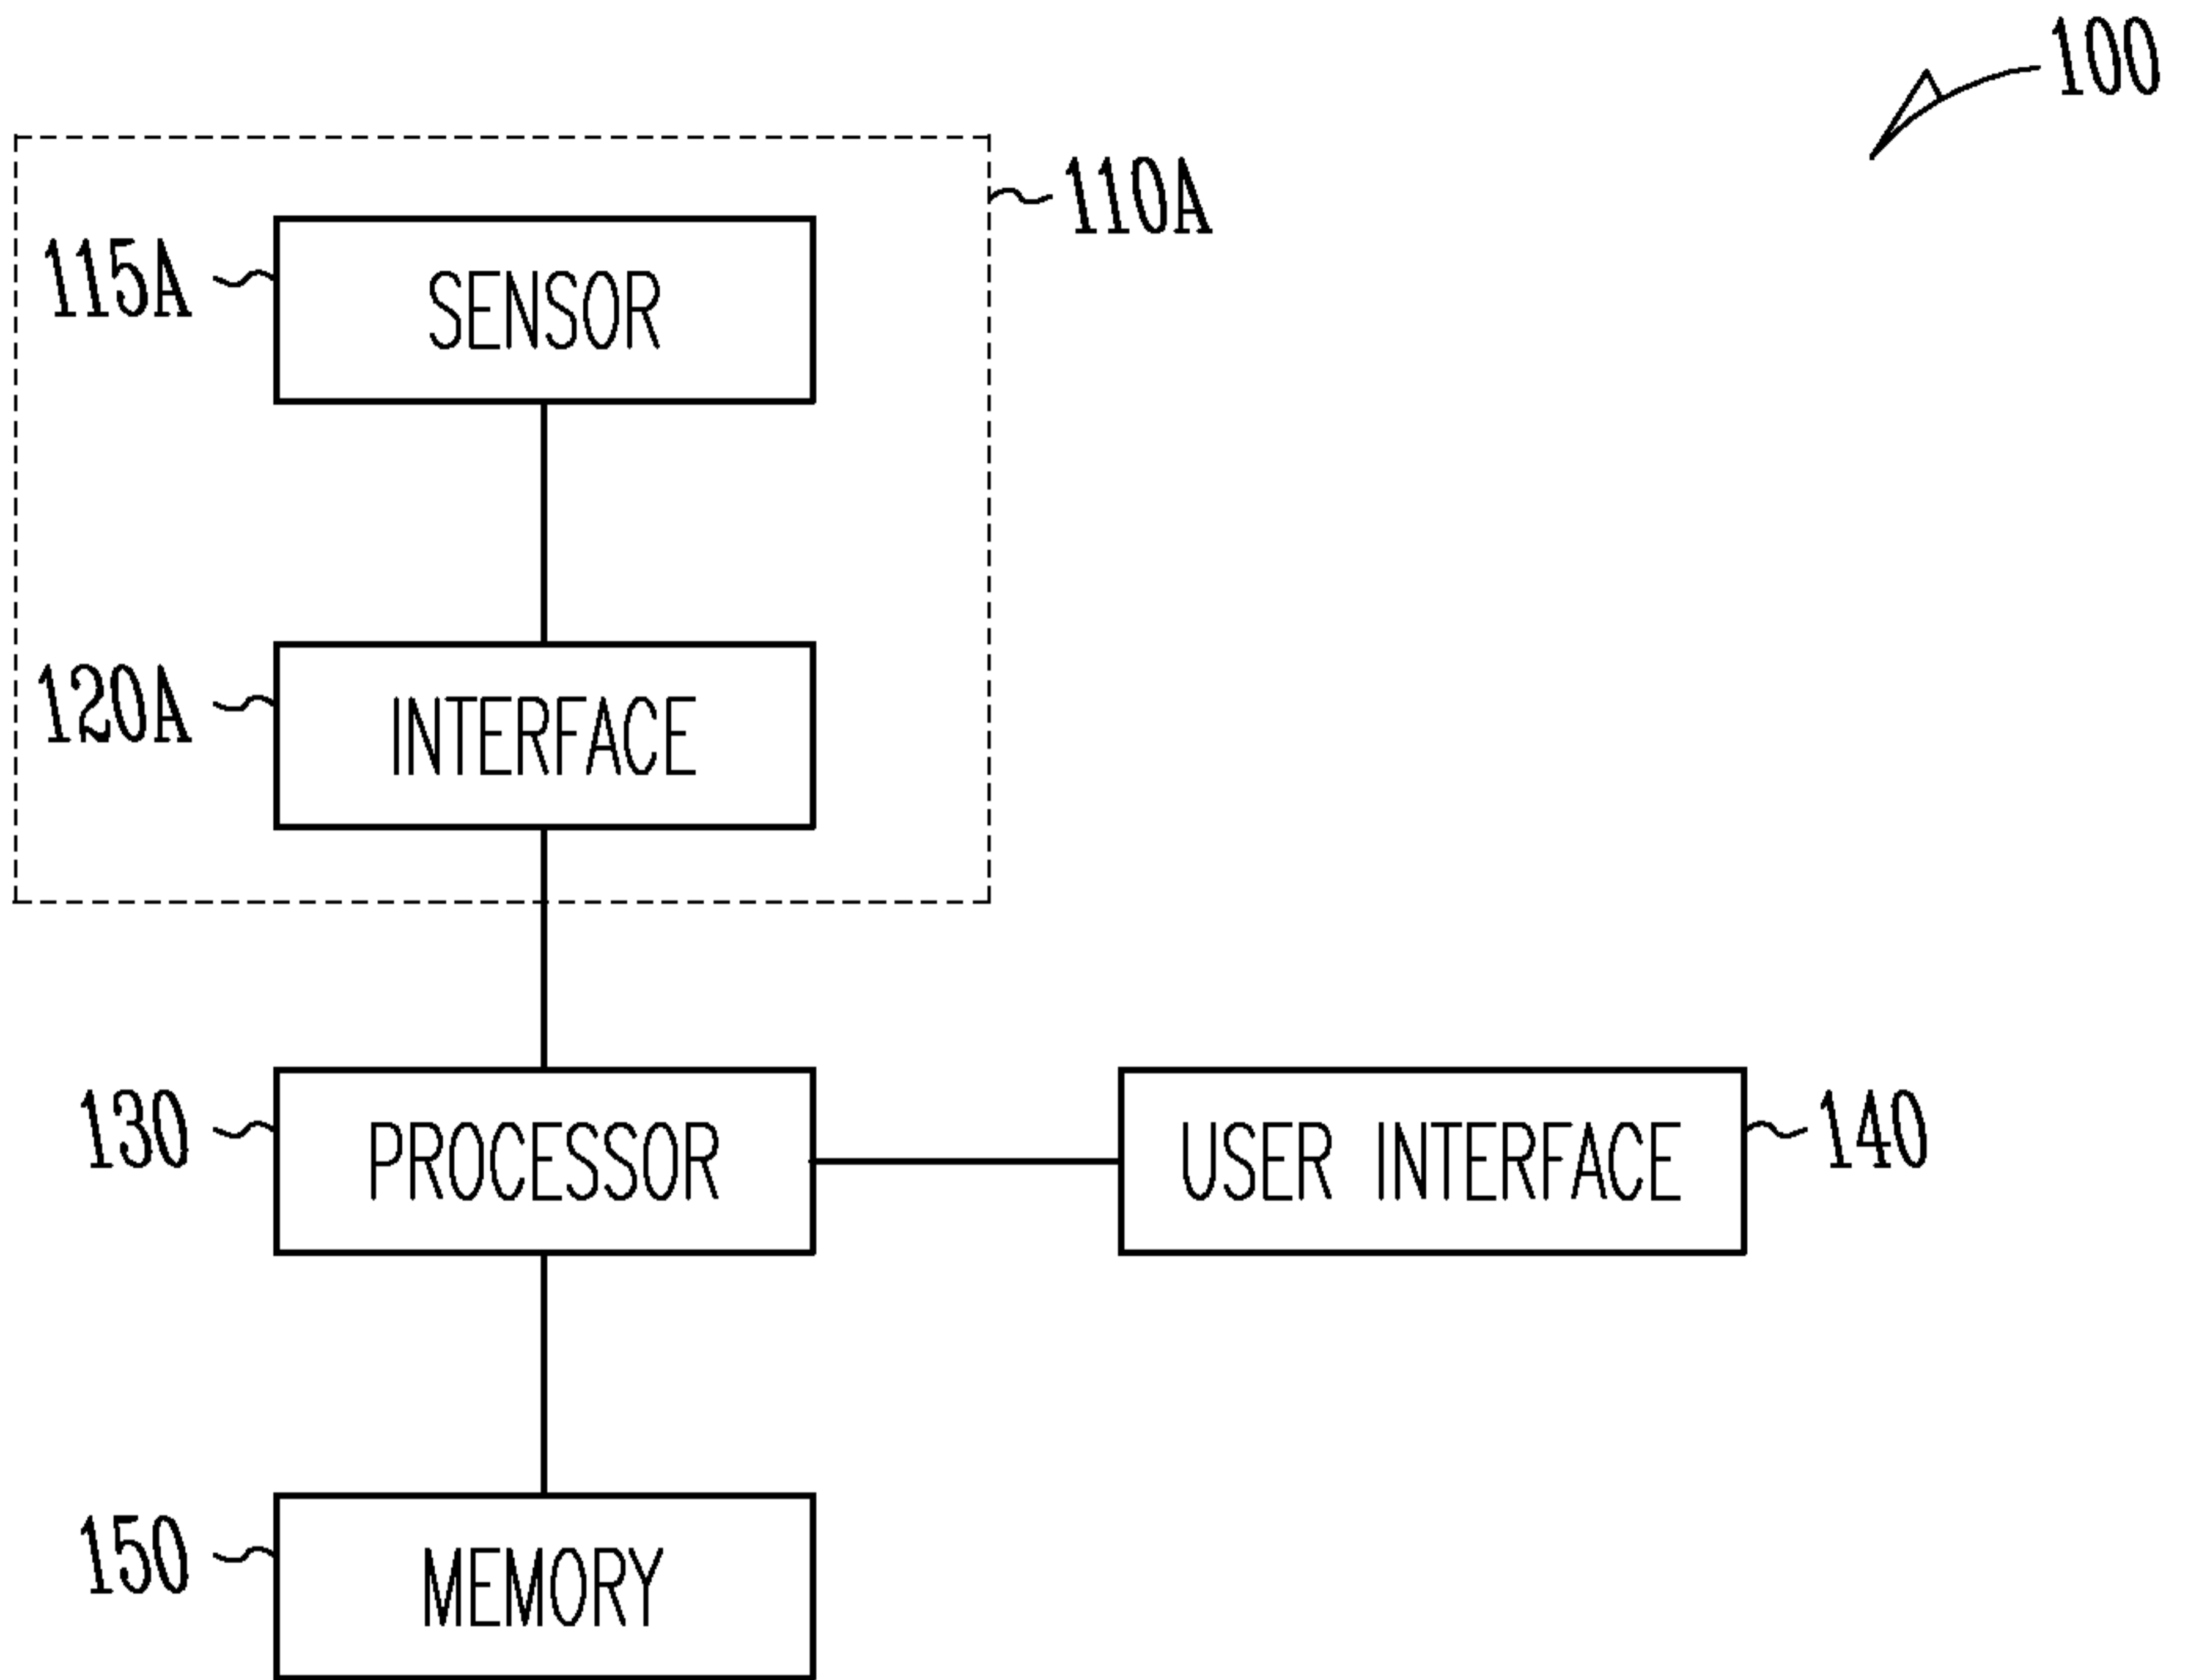 100
110A
115A
SENSOR
120A
INTERFACE
130
PROCESSOR
USER INTERFACE
140
150
MEMORY